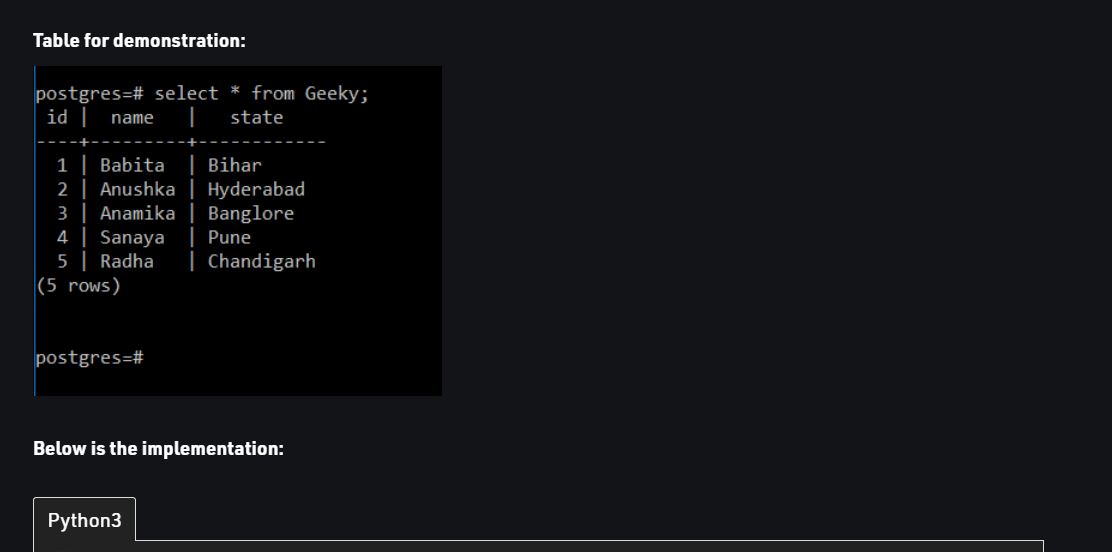 Table for demonstration:
postgres=# select * from Geeky;
 id |  name   |   state
----+---------+------------
  1 | Babita  | Bihar
  2 | Anushka | Hyderabad
  3 | Anamika | Banglore
  4 | Sanaya  | Pune
  5 | Radha   | Chandigarh
(5 rows)
postgres=#
Below is the implementation:
Python3